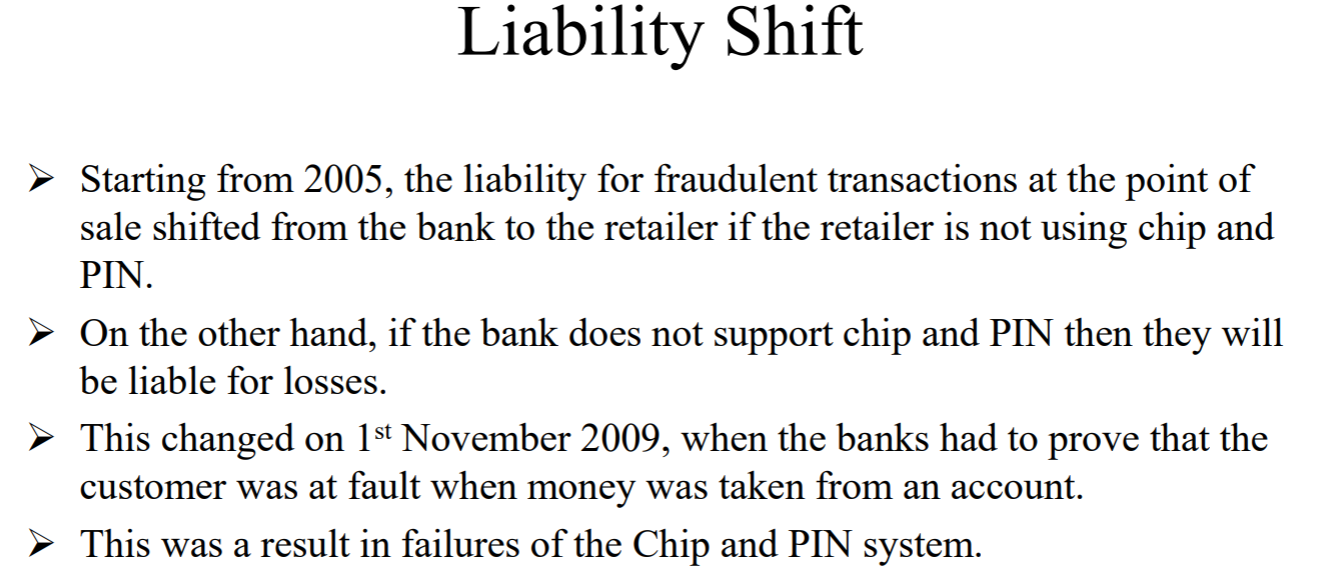 Liability Shift
➢ Starting from 2005, the liability for fraudulent transactions at the point of
sale shifted from the bank to the retailer if the retailer is not using chip and
PIN.
➢ On the other hand, if the bank does not support chip and PIN then they will
be liable for losses.
➢ This changed on 1st November 2009, when the banks had to prove that the
customer was at fault when money was taken from an account.
➢ This was a result in failures of the Chip and PIN system.